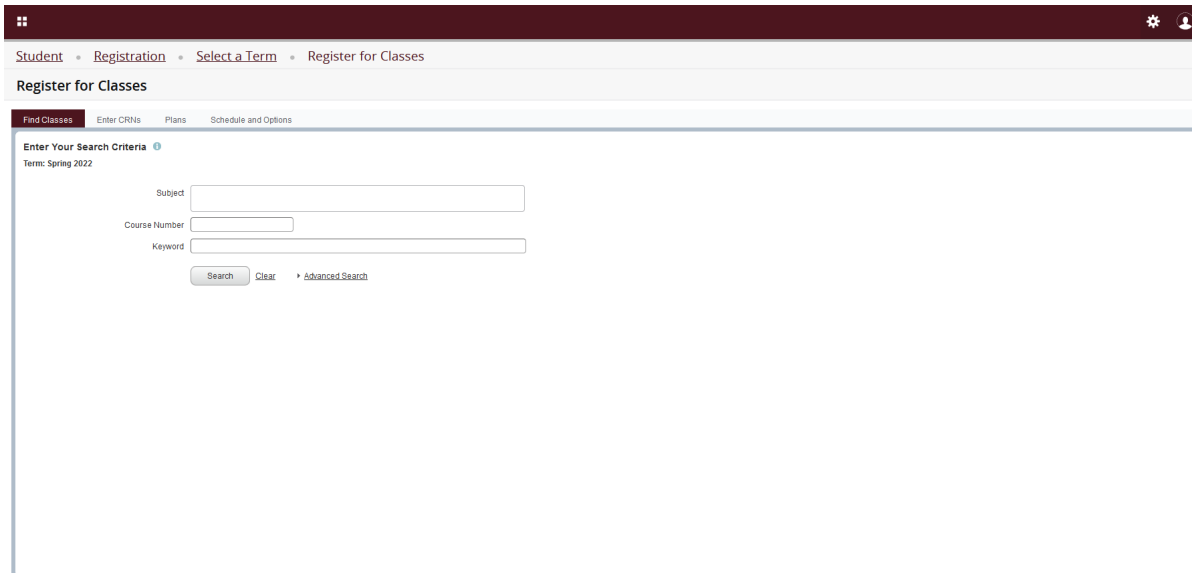 Student Registration Select a Term Register for Classes
Register for Classes
Find Classes Enter CRNs Plans Schedule and Options
Enter Your Search Criteria
Term: Spring 2022
Subject
Course Number
Keyword
Search Clear Advanced Search